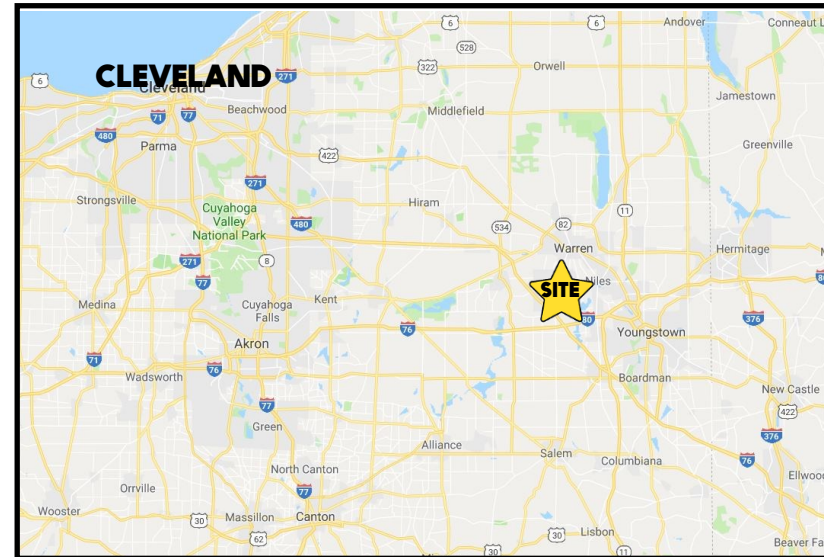 6
6
Andover
Conneaut L
528
Orwell
322
CLEVELAND
271
Cleveland
6
Jamestown
Beachwood
Middlefield
71
77
480
Parma
Greenville
422
271
Strongsville
Hiram
Cuyahoga
Valley
National Park
11
480
82
534
Warren
Hermitage
271
8
77
80
SITE
Niles
Medina
Cuyahoga
Falls
Kent
376
80
76
Youngstown
Akron
71
76
Wadsworth
Boardman
New Castle
77
422
Green
376
Alliance
Salem
Columbiana
76
North Canton
Ellwoo
Orrville
77
Wooster
30
Massillon
Canton
62
30
Lisbon
30
11
Beaver Fa